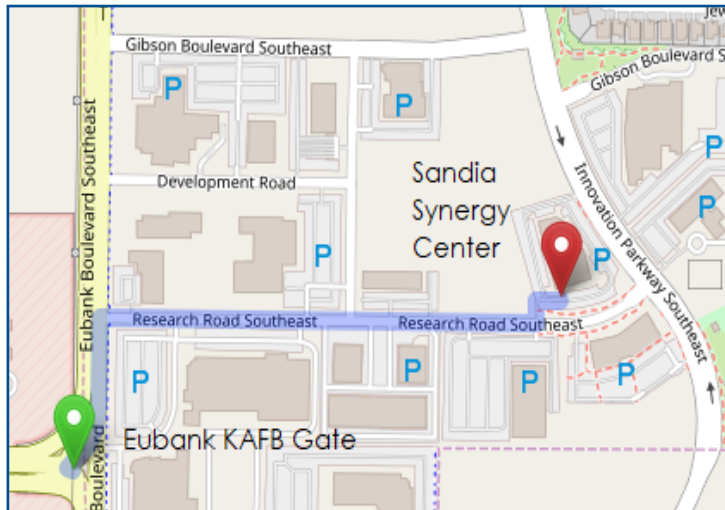 Jew
Gibson Boulevard Southeast
Gibson Boulevard S
P
P
P
Eubank Boulevard Southeast
Development Road
Sandia
Synergy
Center
Innovation Parkway Southeast
P
P
P
Research Road Southeast
Research Road Southeast
P
P
P
P
Eubank KAFB Gate
Boulevard